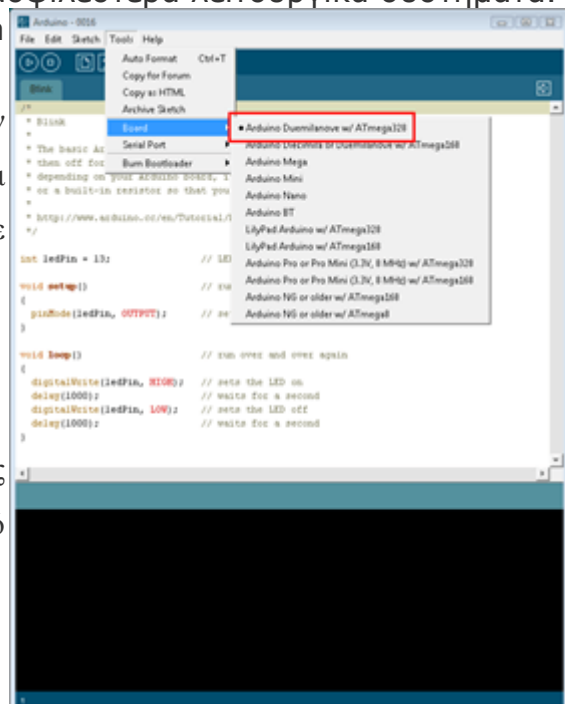 Arduino - 0016
File Edit Sketch Tools Help
Auto Format Ctrl+T
Copy for Forum
Copy as HTML
Archive Sketch
Board
Serial Port
Burn Bootloader
Arduino Duemilanove w/ ATmega328
Arduino Diecimila or Duemilanove w/ ATmega168
Arduino Mega
Arduino Mini
Arduino Nano
Arduino BT
LilyPad Arduino w/ ATmega328
LilyPad Arduino w/ ATmega168
Arduino Pro or Pro Mini (3.3V, 8 MHz) w/ ATmega328
Arduino Pro or Pro Mini (3.3V, 8 MHz) w/ ATmega168
Arduino NG or older w/ ATmega168
Arduino NG or older w/ ATmega8
Blink
/*
* Blink
*
* The basic Ar
* then off for
* depending on your Arduino board, i
* or a built-in resistor so that you
*
* http://www.arduino.cc/en/Tutorial/
*/
int ledPin = 13; // LE
void setup() // run
{
pinMode(ledPin, OUTPUT); // se
}
void loop() // run over and over again
{
digitalWrite(ledPin, HIGH); // sets the LED on
delay(1000); // waits for a second
digitalWrite(ledPin, LOW); // sets the LED off
delay(1000); // waits for a second
}